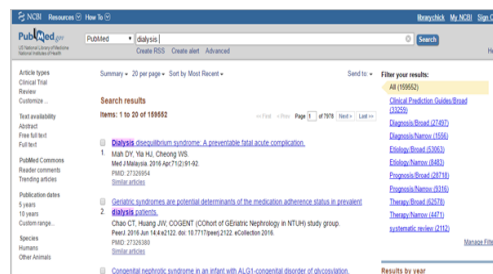 NCBI Resources How To librarychick My NCBI Sign O
PubMed.gov PubMed dialysis Search
US National Library of Medicine
National Institutes of Health
Create RSS Create alert Advanced He
Article types
Clinical Trial
Review
Customize ...
Text availability
Abstract
Free full text
Full text
PubMed Commons
Reader comments
Trending articles
Publication dates
5 years
10 years
Custom range...
Species
Humans
Other Animals
Summary 20 per page Sort by Most Recent Send to:
Search results
Items: 1 to 20 of 159552
<< First < Prev Page 1 of 7978 Next > Last >>
Dialysis disequilibrium syndrome: A preventable fatal acute complication.
1. Mah DY, Yia HJ, Cheong WS.
Med J Malaysia. 2016 Apr;71(2):91-92.
PMID: 27326954
Similar articles
Geriatric syndromes are potential determinants of the medication adherence status in prevalent
2. dialysis patients.
Chao CT, Huang JW; COGENT (COhort of GEriatric Nephrology in NTUH) study group.
PeerJ. 2016 Jun 14;4:e2122. doi: 10.7717/peerj.2122. eCollection 2016.
PMID: 27326380
Similar articles
Congenital nephrotic syndrome in an infant with ALG1-congenital disorder of glycosylation.
Filter your results:
All (159552)
Clinical Prediction Guides/Broad
(33259)
Diagnosis/Broad (27497)
Diagnosis/Narrow (1556)
Etiology/Broad (53063)
Etiology/Narrow (8483)
Prognosis/Broad (28718)
Prognosis/Narrow (9316)
Therapy/Broad (62578)
Therapy/Narrow (4471)
systematic review (2112)
Manage Filte
Results by year